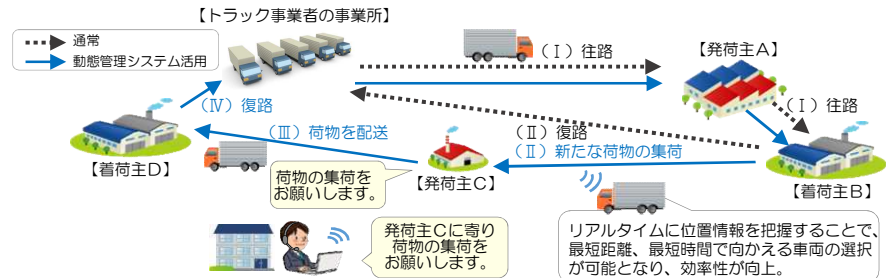 【トラック事業者の事業所】
通常
動態管理システム活用
(Ⅰ)往路
【発荷主A】
(Ⅰ)往路
(Ⅳ)復路
(Ⅲ)荷物を配送
(Ⅱ)復路
(Ⅱ)新たな荷物の集荷
【着荷主D】
【発荷主C】
【着荷主B】
荷物の集荷を
お願いします。
発荷主Cに寄り
荷物の集荷を
お願いします。
リアルタイムに位置情報を把握することで、
最短距離、最短時間で向かえる車両の選択
が可能となり、効率性が向上。